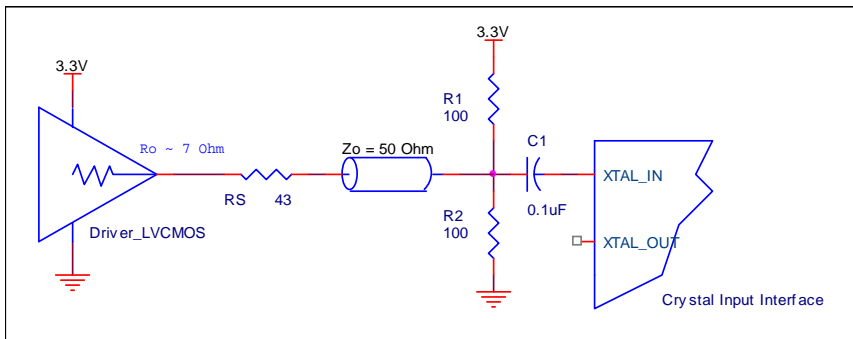 3.3V
3.3V
R1
100
Ro ~ 7 Ohm
Zo = 50 Ohm
C1
RS 43
0.1uF
XTAL_IN
R2
100
XTAL_OUT
Driver_LVCMOS
Crystal Input Interface